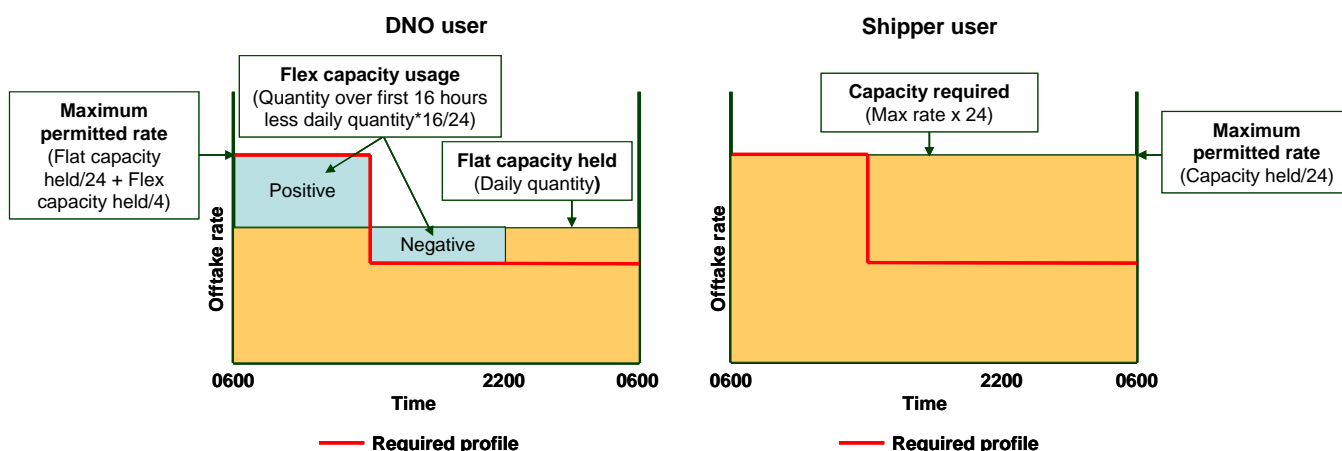 DNO user
Flex capacity usage
(Quantity over first 16 hours
less daily quantity*16/24)
Maximum
permitted rate
(Flat capacity
held/24 + Flex
capacity held/4)
Flat capacity held
(Daily quantity)
Positive
Negative
Offtake rate
0600
2200
0600
Time
Required profile
Shipper user
Capacity required
(Max rate x 24)
Maximum
permitted rate
(Capacity held/24)
Offtake rate
0600
2200
0600
Time
Required profile